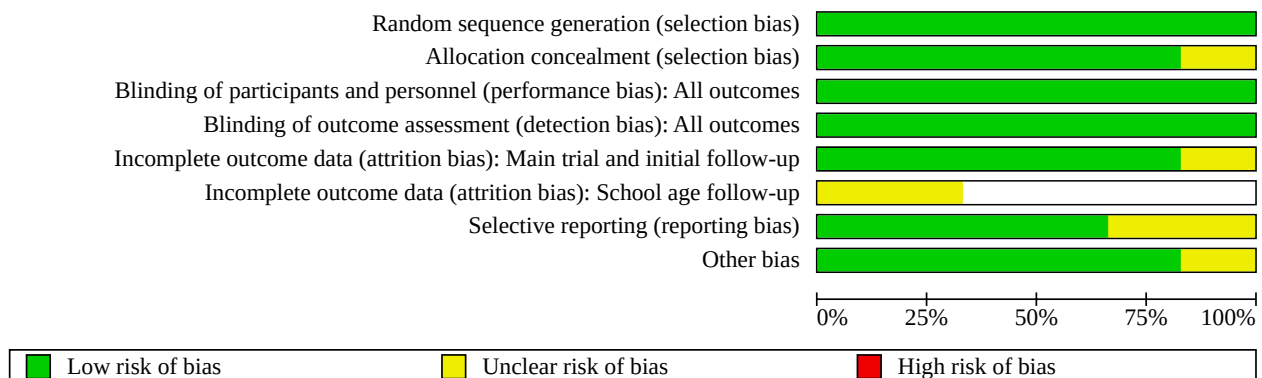 Random sequence generation (selection bias)
Allocation concealment (selection bias)
Blinding of participants and personnel (performance bias): All outcomes
Blinding of outcome assessment (detection bias): All outcomes
Incomplete outcome data (attrition bias): Main trial and initial follow-up
Incomplete outcome data (attrition bias): School age follow-up
Selective reporting (reporting bias)
Other bias
0% 25% 50% 75% 100%
Low risk of bias Unclear risk of bias High risk of bias